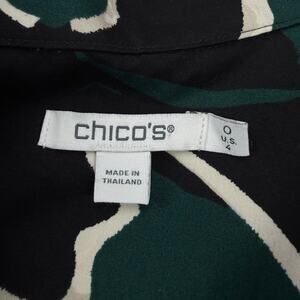 chico's®
0
U.S.
4
MADE IN
THAILAND